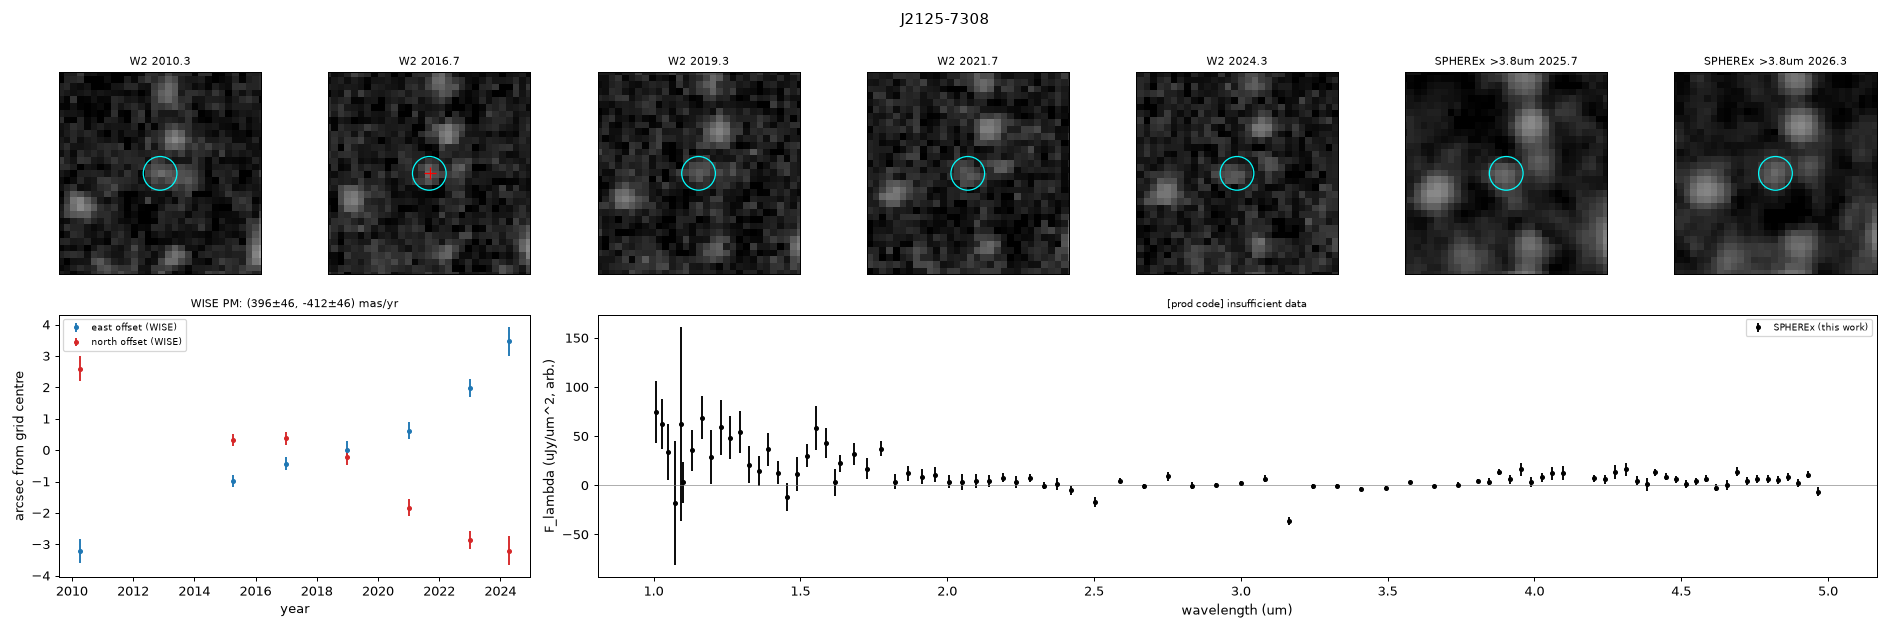 J2125-7308
W2 2010.3
W2 2016.7
W2 2019.3
W2 2021.7
W2 2024.3
SPHEREx >3.8um 2025.7
SPHEREx >3.8um 2026.3
WISE PM: (396±46, -412±46) mas/yr
east offset (WISE)
north offset (WISE)
arcsec from grid centre
4
3
2
1
0
−1
−2
−3
−4
2010
2012
2014
2016
2018
2020
2022
2024
year
[prod code] insufficient data
SPHEREx (this work)
F_lambda (uJy/um^2, arb.)
150
100
50
0
−50
1.0
1.5
2.0
2.5
3.0
3.5
4.0
4.5
5.0
wavelength (um)